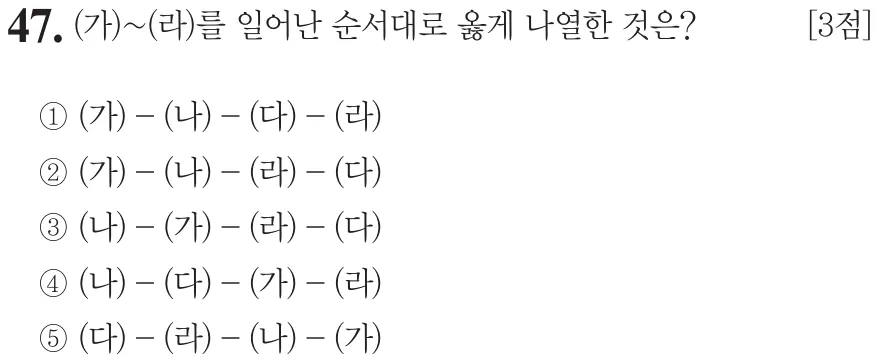 47. (가)~(라)를 일어난 순서대로 옳게 나열한 것은? [3점]
① (가) – (나) – (다) – (라)
② (가) – (나) – (라) – (다)
③ (나) – (가) – (라) – (다)
④ (나) – (다) – (가) – (라)
⑤ (다) – (라) – (나) – (가)